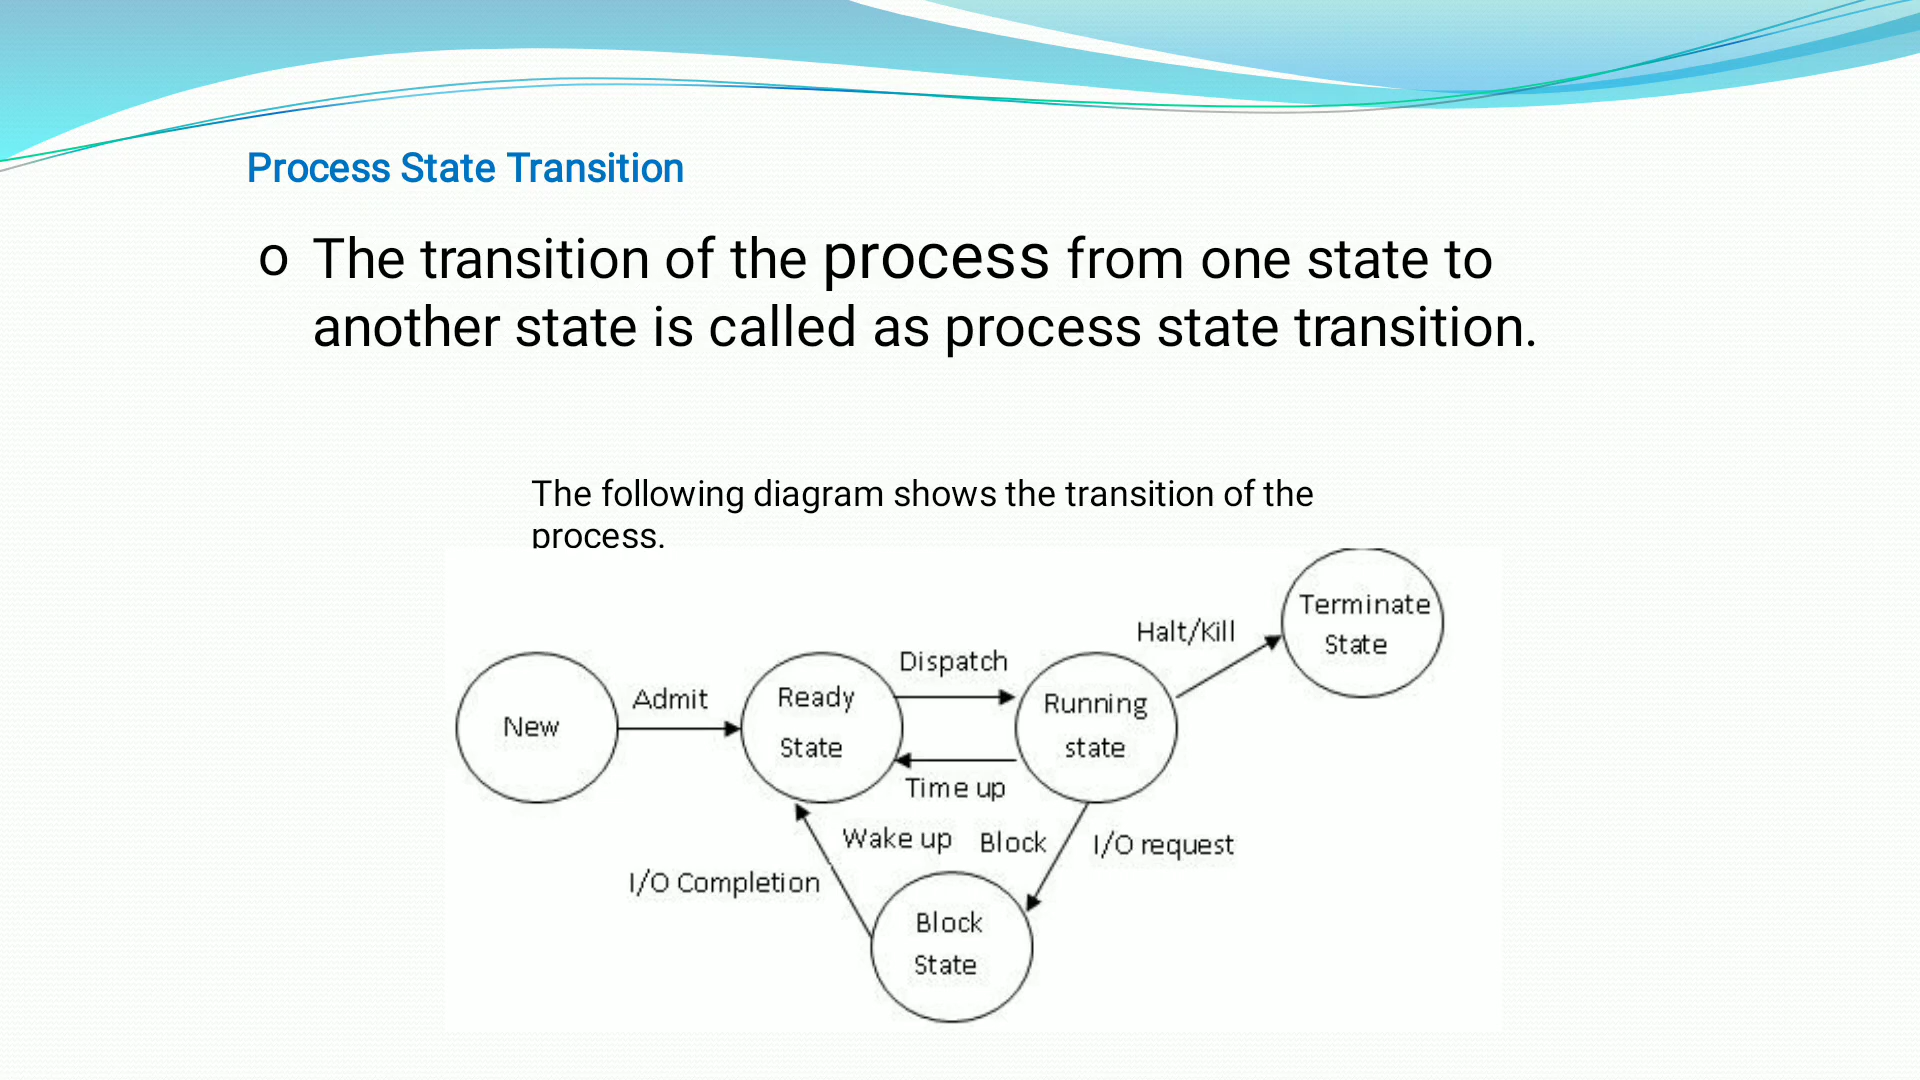 Process State Transition
o The transition of the process from one state to
another state is called as process state transition.
The following diagram shows the transition of the
process.
Terminate
State
Halt/Kill
Dispatch
Admit
New
Ready
State
Running
state
Time up
Wake up
Block
I/O request
I/O Completion
Block
State